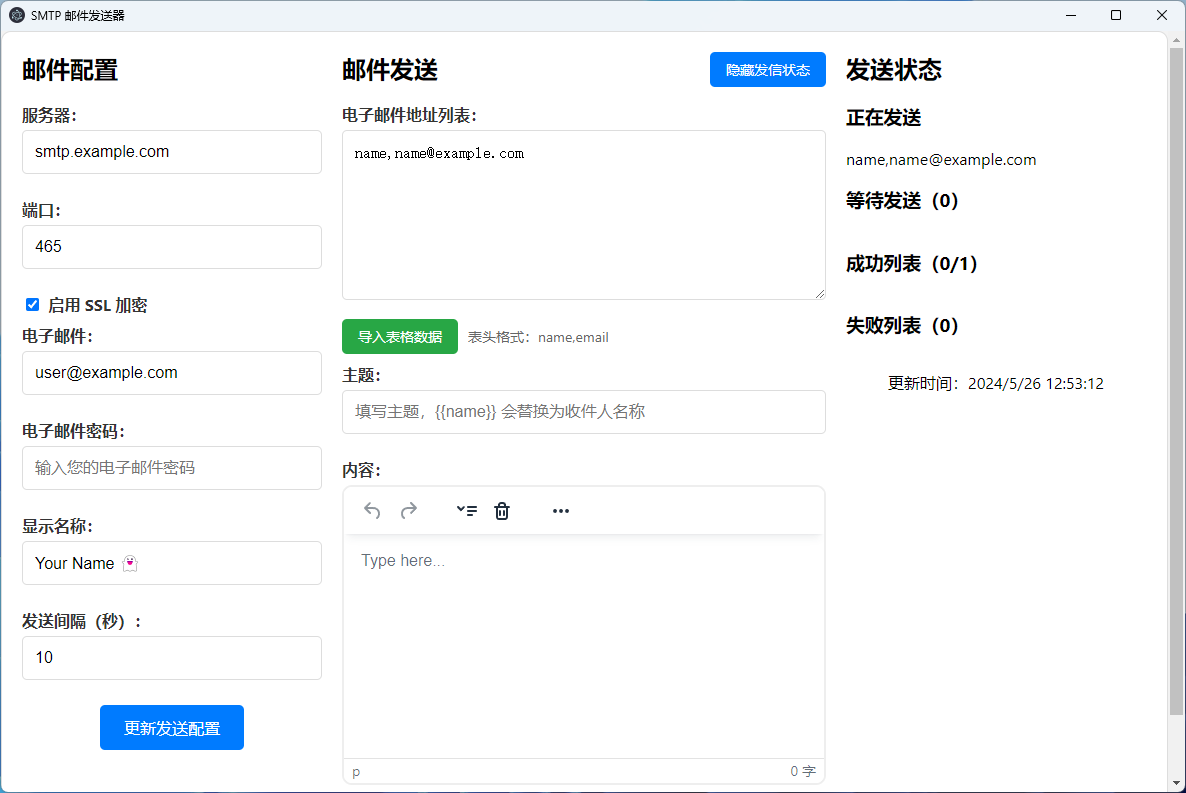 SMTP 邮件发送器
邮件配置
服务器：
smtp.example.com
端口：
465
启用 SSL 加密
电子邮件：
user@example.com
电子邮件密码：
输入您的电子邮件密码
显示名称：
Your Name 👻
发送间隔（秒）:
10
更新发送配置
邮件发送
隐藏发信状态
电子邮件地址列表：
name,name@example.com
导入表格数据
表头格式：name,email
主题：
填写主题，{{name}} 会替换为收件人名称
内容：
Type here...
p
0 字
发送状态
正在发送
name,name@example.com
等待发送（0）
成功列表（0/1）
失败列表（0）
更新时间：2024/5/26 12:53:12